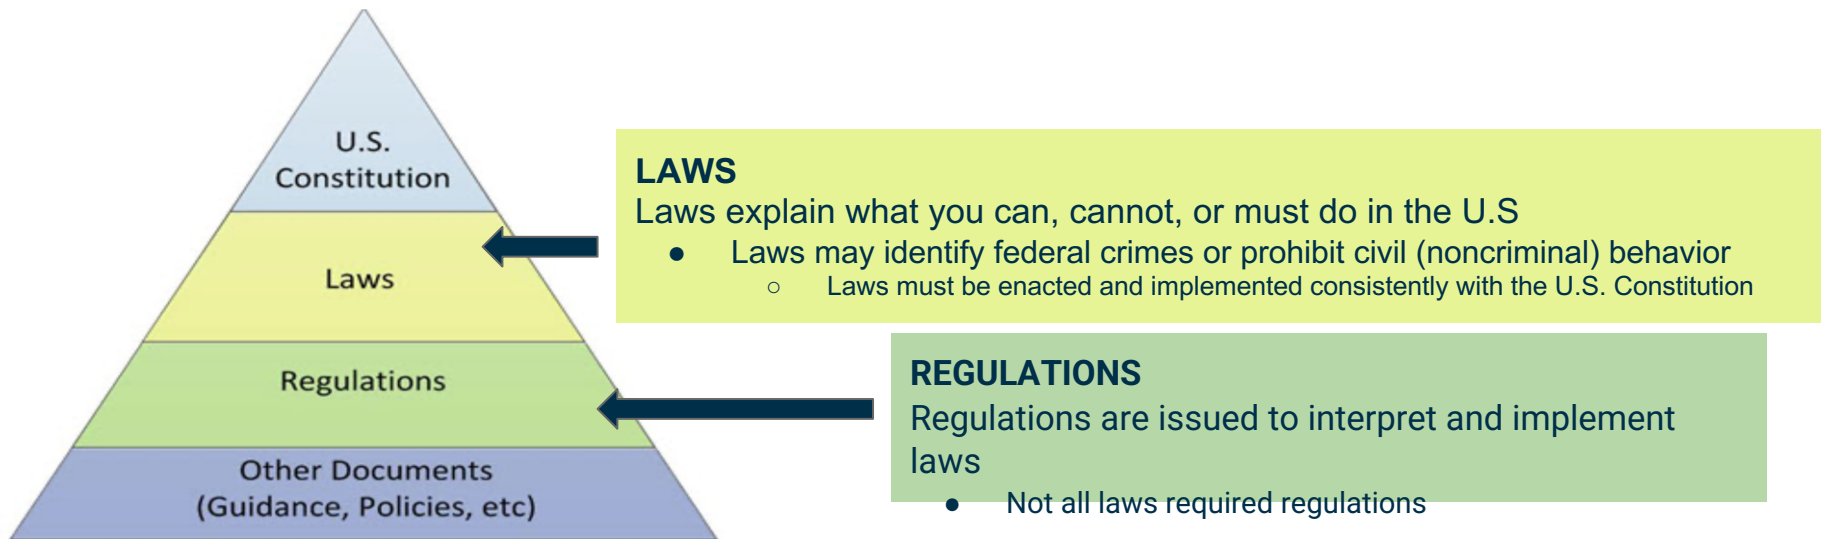 U.S.
Constitution
Laws
Regulations
Other Documents
(Guidance, Policies, etc)
LAWS
Laws explain what you can, cannot, or must do in the U.S
● Laws may identify federal crimes or prohibit civil (noncriminal) behavior
○ Laws must be enacted and implemented consistently with the U.S. Constitution
REGULATIONS
Regulations are issued to interpret and implement
laws
● Not all laws required regulations